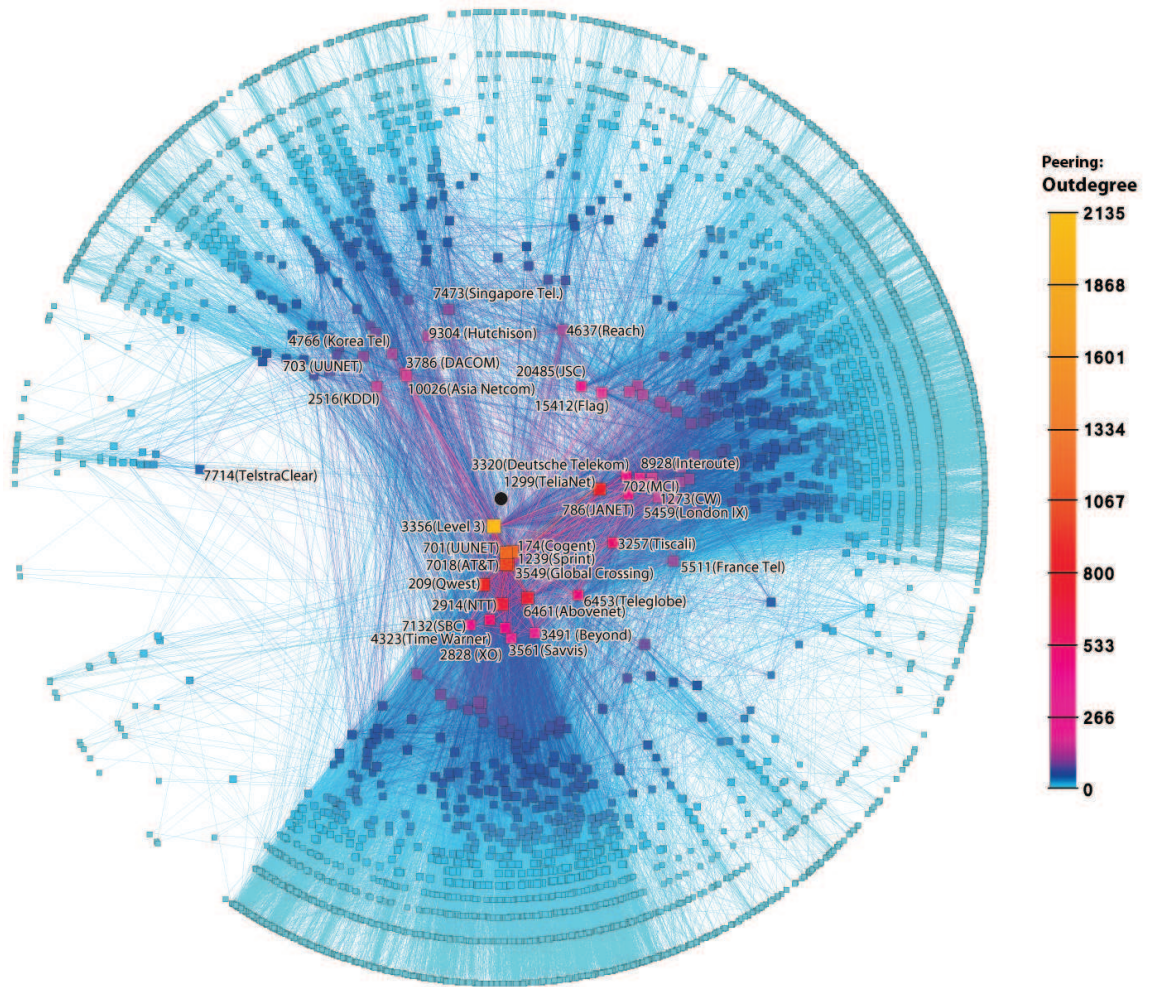 Peering:
Outdegree
2135
1868
1601
1334
1067
800
533
266
0
7473(Singapore Tel.)
9304 (Hutchison)
4637(Reach)
4766 (Korea Tel)
703 (UUNET)
3786 (DACOM)
20485(JSC)
10026(Asia Netcom)
2516(KDDI)
15412(Flag)
3320(Deutsche Telekom)
8928(Interoute)
7714(TelstraClear)
1299(TeliaNet)
702(MCI)
1273(CW)
786(JANET)
5459(London IX)
3356(Level 3)
701(UUNET)
174(Cogent)
3257(Tiscali)
1239(Sprint)
7018(AT&T)
3549(Global Crossing)
5511(France Tel)
209(Qwest)
2914(NTT)
6453(Teleglobe)
6461(Abovenet)
7132(SBC)
3491 (Beyond)
4323(Time Warner)
3561(Savvis)
2828 (XO)